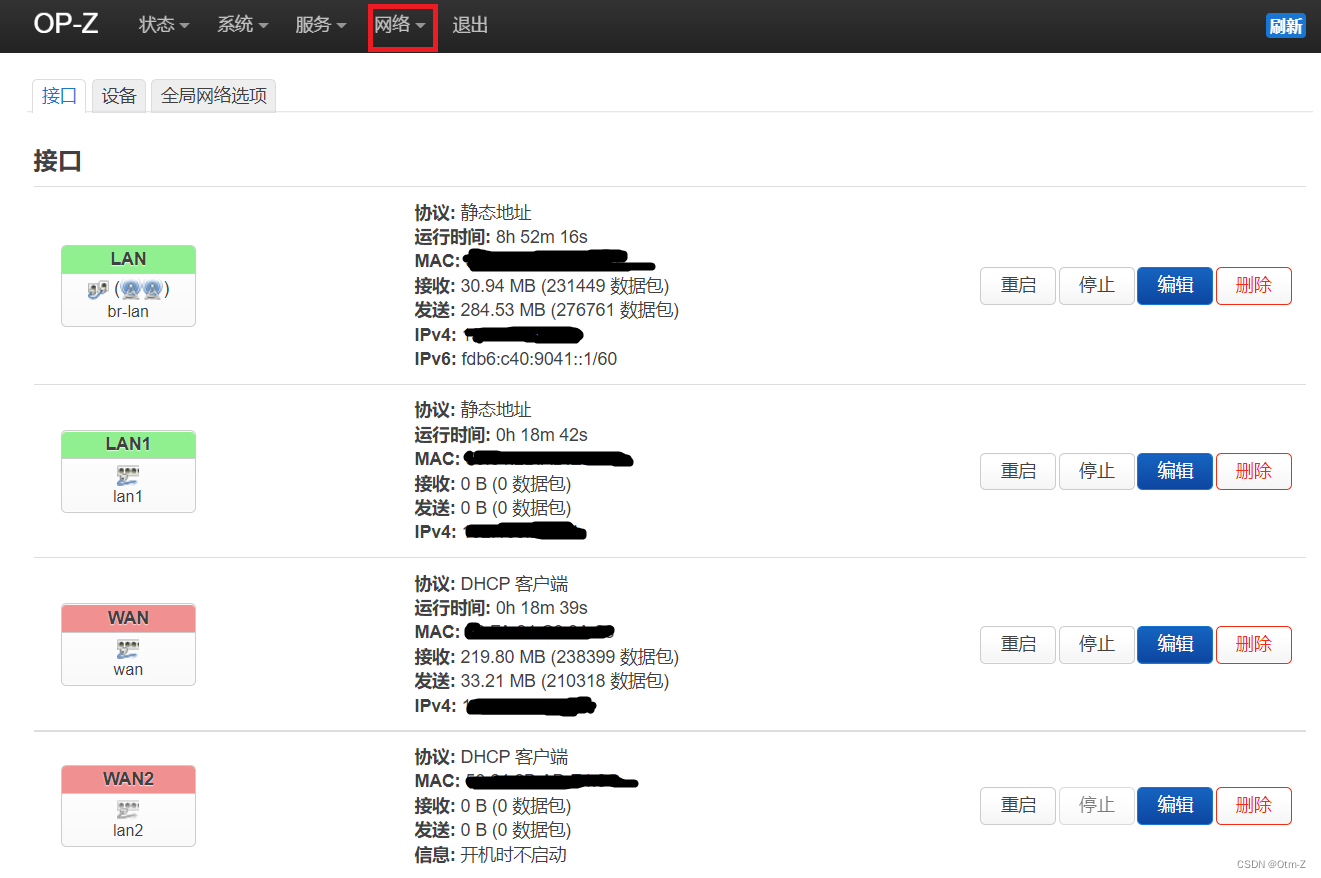 OP-Z 状态 系统 服务 网络 退出 刷新
接口 设备 全局网络选项
接口
LAN
br-lan
协议: 静态地址
运行时间: 8h 52m 16s
MAC:
接收: 30.94 MB (231449 数据包)
发送: 284.53 MB (276761 数据包)
IPv4:
IPv6: fdb6:c40:9041::1/60
重启 停止 编辑 删除
LAN1
lan1
协议: 静态地址
运行时间: 0h 18m 42s
MAC:
接收: 0 B (0 数据包)
发送: 0 B (0 数据包)
IPv4:
重启 停止 编辑 删除
WAN
wan
协议: DHCP 客户端
运行时间: 0h 18m 39s
MAC:
接收: 219.80 MB (238399 数据包)
发送: 33.21 MB (210318 数据包)
IPv4:
重启 停止 编辑 删除
WAN2
lan2
协议: DHCP 客户端
MAC:
接收: 0 B (0 数据包)
发送: 0 B (0 数据包)
信息: 开机时不启动
重启 停止 编辑 删除
CSDN @Otm-Z